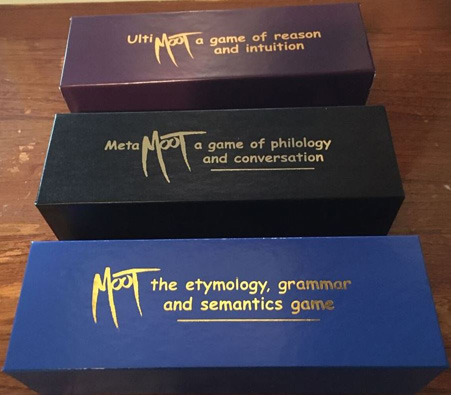 Ulti MooT a game of reason
and intuition
Meta MooT a game of philology
and conversation
MooT the etymology, grammar
and semantics game